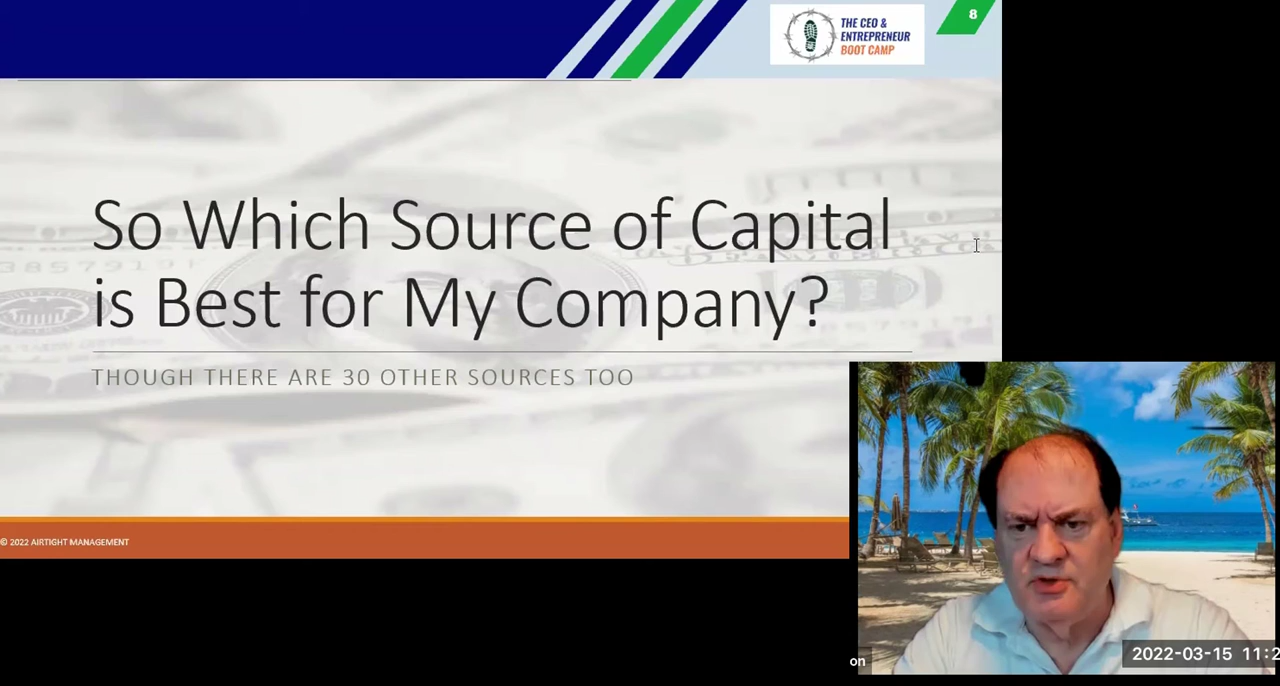 8
THE CEO &
ENTREPRENEUR
BOOT CAMP
So Which Source of Capital
is Best for My Company?
THOUGH THERE ARE 30 OTHER SOURCES TOO
© 2022 AIRTIGHT MANAGEMENT
on
2022-03-15 11:2